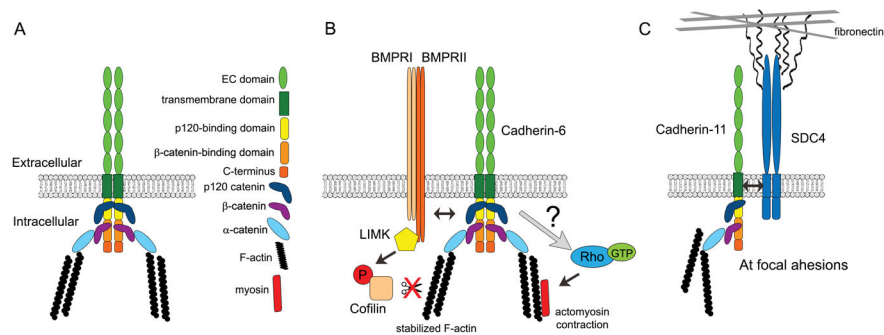 A
EC domain
transmembrane domain
p120-binding domain
β-catenin-binding domain
C-terminus
p120 catenin
β-catenin
α-catenin
F-actin
myosin
Extracellular
Intracellular
B
BMPRI
BMPRII
Cadherin-6
LIMK
P
Cofilin
stabilized F-actin
?
Rho
GTP
actomyosin
contraction
C
fibronectin
Cadherin-11
SDC4
At focal ahesions